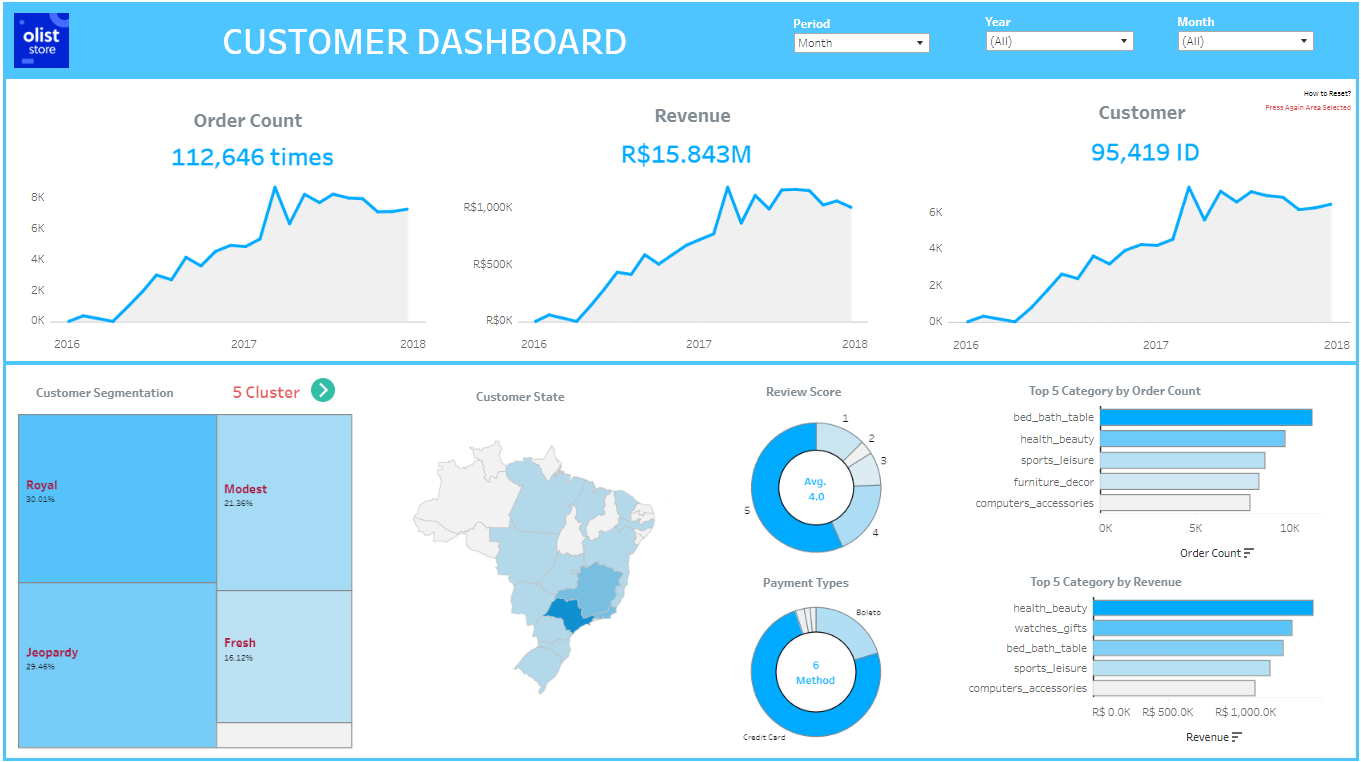 olist
store
CUSTOMER DASHBOARD
Period
Month
Year
(All)
Month
(All)
How to Reset?
Press Again Area Selected
Order Count
112,646 times
8K
6K
4K
2K
0K
2016
2017
2018
Revenue
R$15.843M
R$1,000K
R$500K
R$0K
2016
2017
2018
Customer
95,419 ID
6K
4K
2K
0K
2016
2017
2018
Customer Segmentation
5 Cluster
Royal
30.01%
Modest
21.36%
Jeopardy
29.46%
Fresh
16.12%
Customer State
Review Score
1
2
3
4
5
Avg.
4.0
Payment Types
Boleto
6
Method
Credit Card
Top 5 Category by Order Count
bed_bath_table
health_beauty
sports_leisure
furniture_decor
computers_accessories
0K
5K
10K
Order Count
Top 5 Category by Revenue
health_beauty
watches_gifts
bed_bath_table
sports_leisure
computers_accessories
R$ 0.0K
R$ 500.0K
R$ 1,000.0K
Revenue